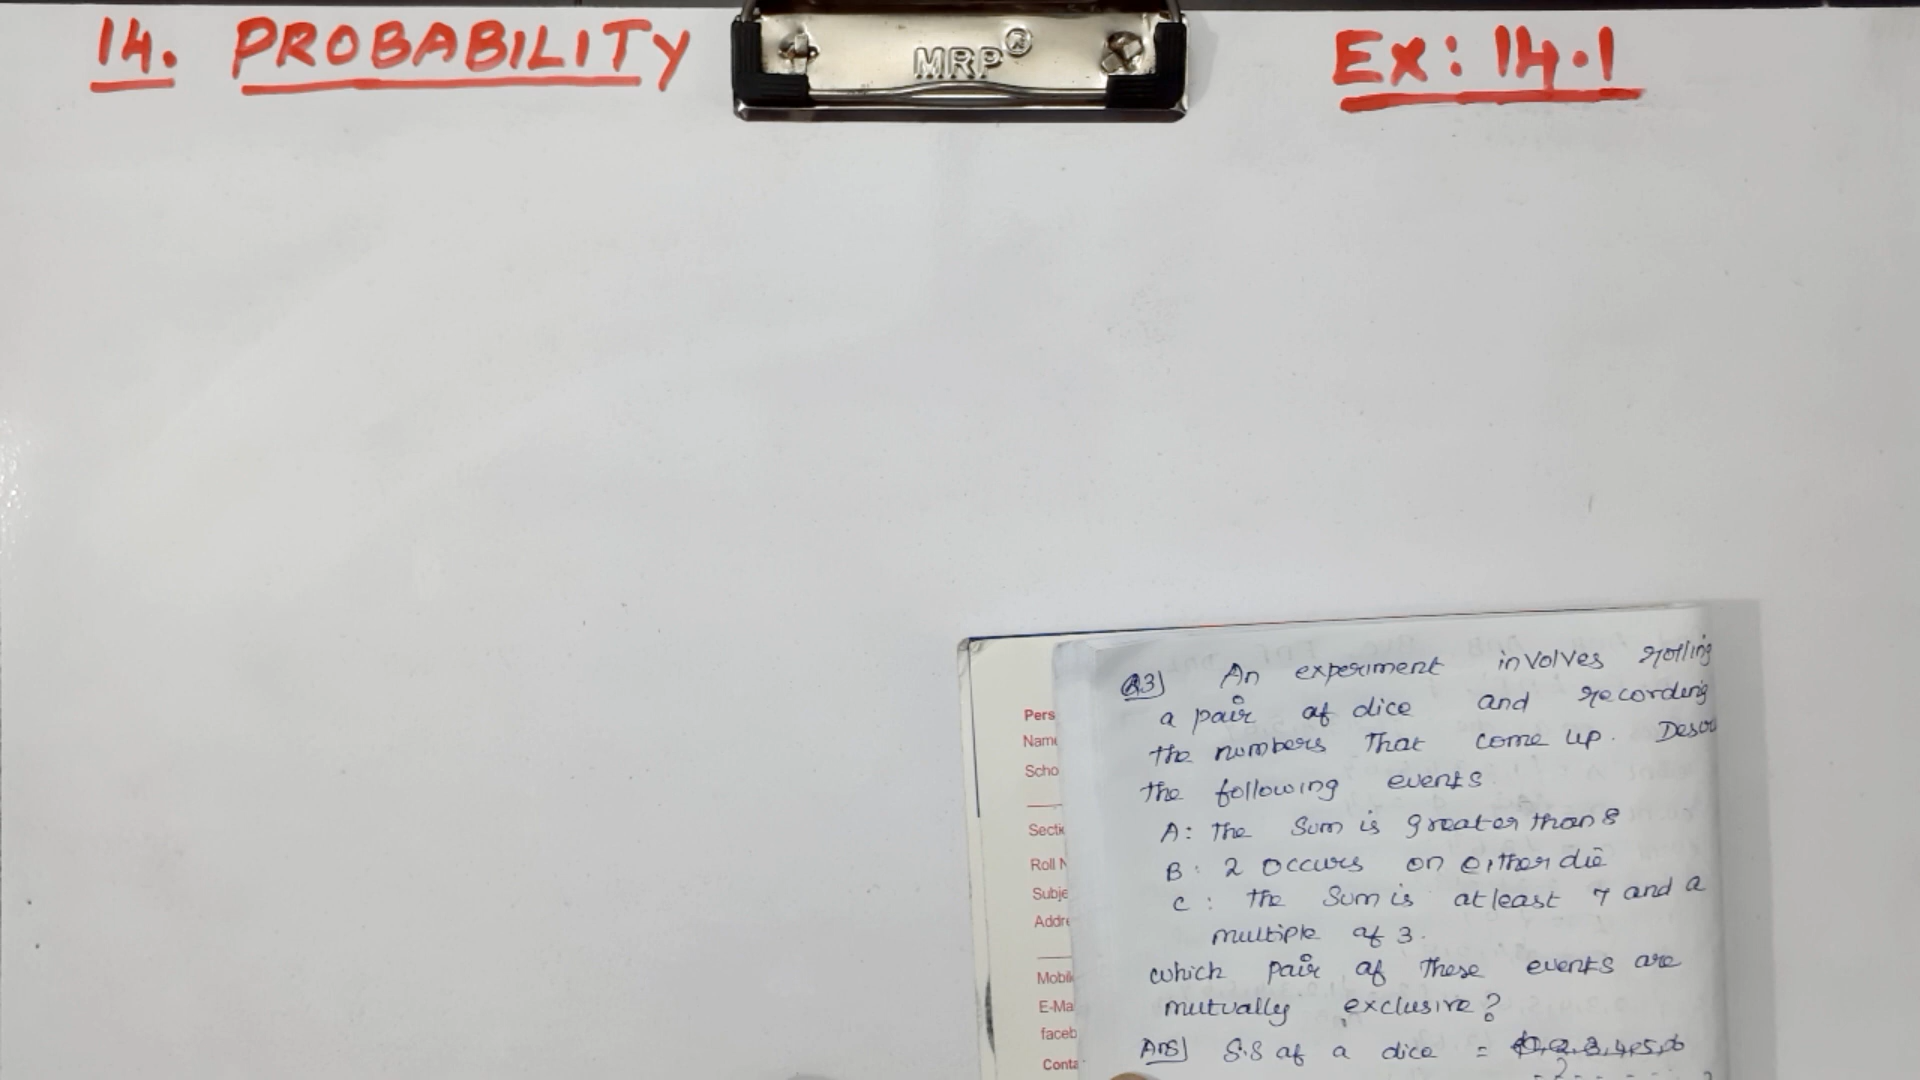 14. PROBABILITY
MRP®
Ex: 14.1
Pers
Name
Scho
Secti
Roll N
Subje
Addre
Mobil
E-Ma
faceb
Conta
Q3] An experiment involves rolling
a pair of dice and recording
the numbers that come up. Descr
the following events
A: the sum is greater than 8
B: 2 occurs on either die
C: the sum is atleast 7 and a
multiple of 3.
which pair of these events are
mutually exclusive?
Ans] S.S of a dice =